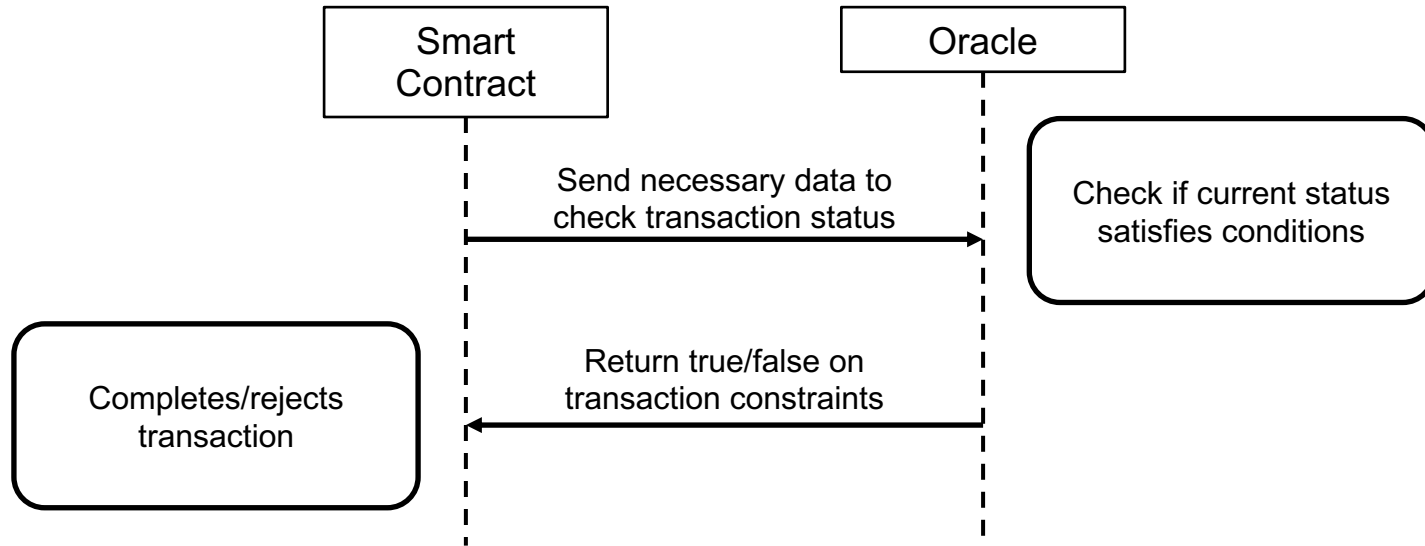 Smart
Contract
Oracle
Send necessary data to
check transaction status
Check if current status
satisfies conditions
Return true/false on
transaction constraints
Completes/rejects
transaction